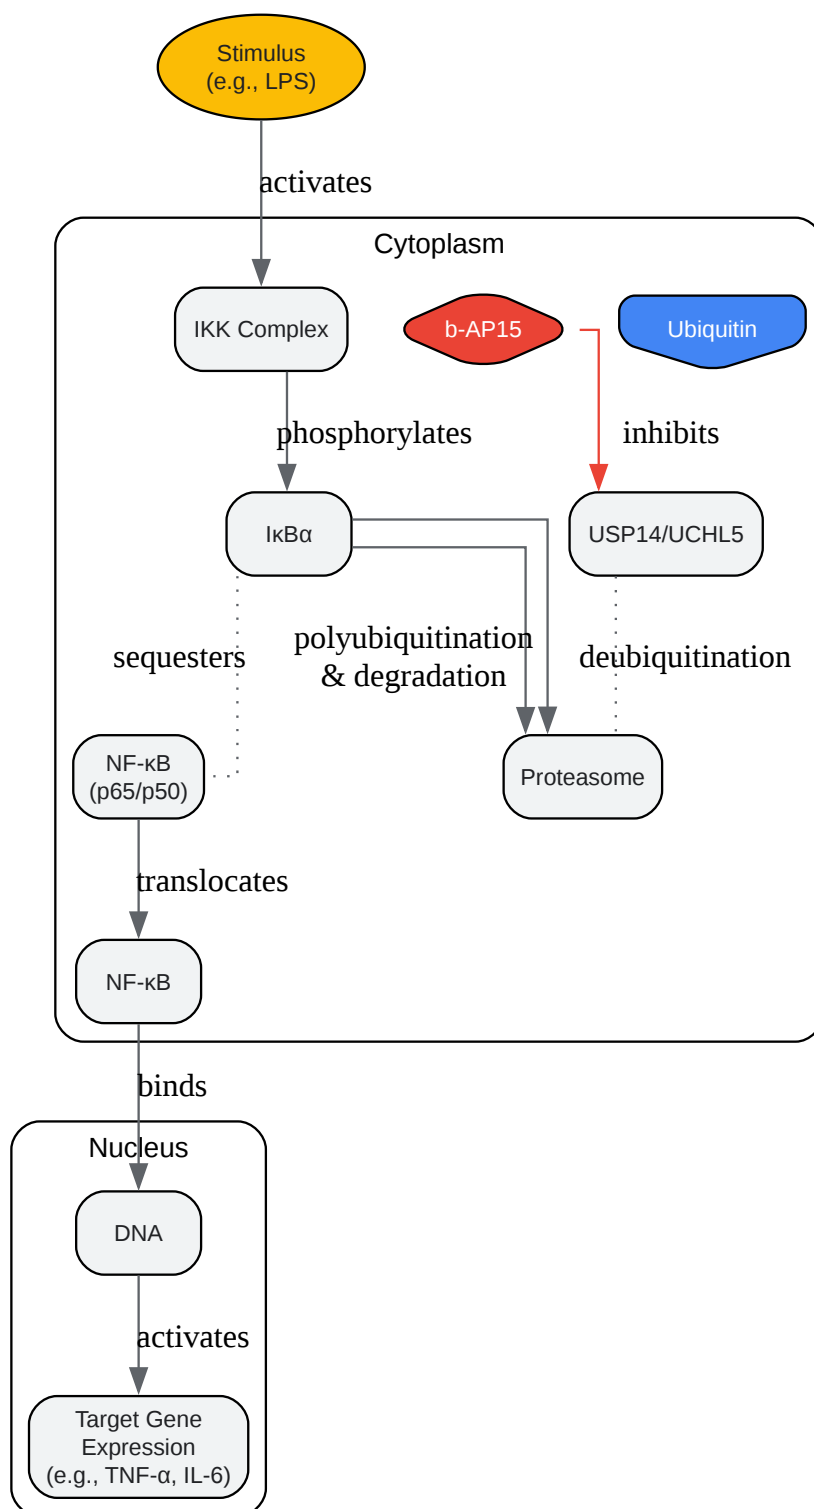 Stimulus
(e.g., LPS)
activates
Cytoplasm
IKK Complex
b-AP15
Ubiquitin
phosphorylates
inhibits
IκBα
USP14/UCHL5
sequesters
polyubiquitination
& degradation
deubiquitination
NF-κB
(p65/p50)
Proteasome
translocates
NF-κB
binds
Nucleus
DNA
activates
Target Gene
Expression
(e.g., TNF-α, IL-6)